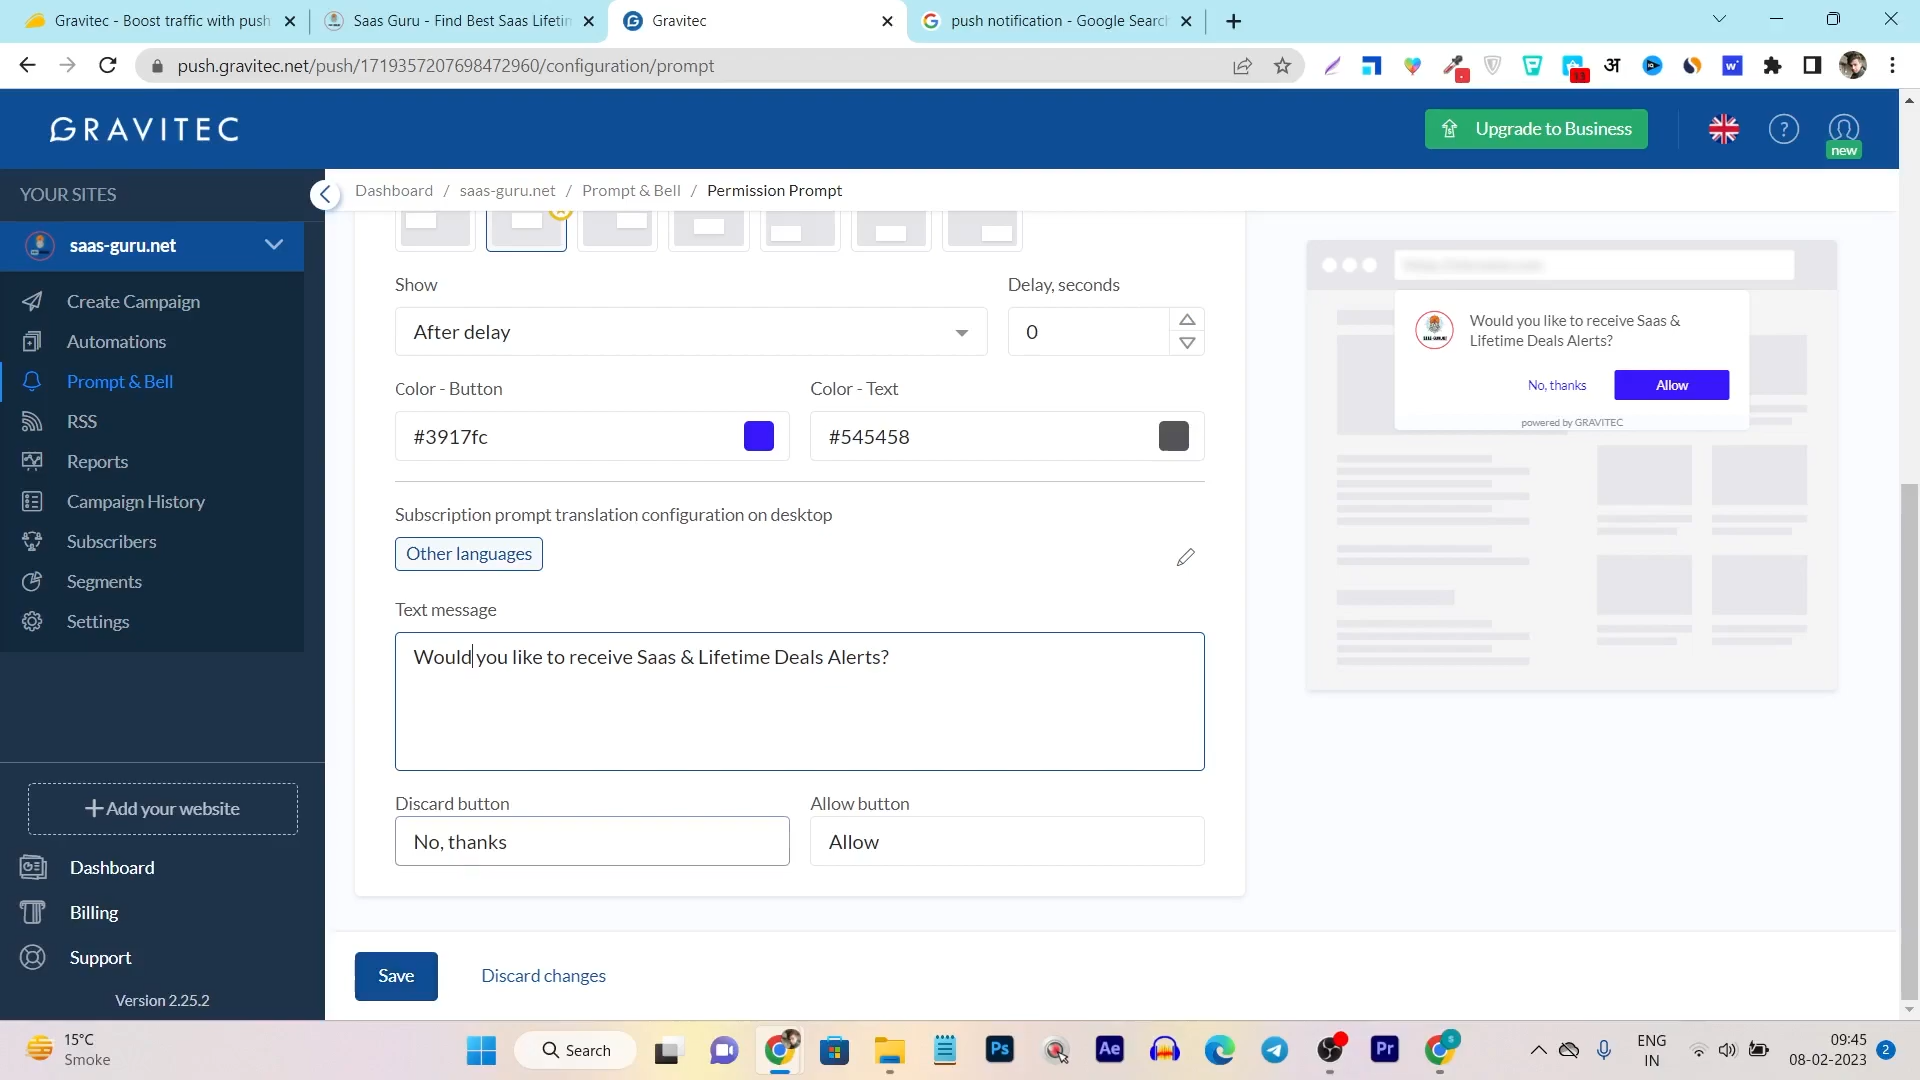 Gravitec - Boost traffic with push
Saas Guru - Find Best Saas Lifetin
Gravitec
push notification - Google Search
push.gravitec.net/push/1719357207698472960/configuration/prompt
अ
13
GRAVITEC
Upgrade to Business
?
new
YOUR SITES
Dashboard / saas-guru.net / Prompt & Bell / Permission Prompt
saas-guru.net
Create Campaign
Automations
Prompt & Bell
RSS
Reports
Campaign History
Subscribers
Segments
Settings
Add your website
Dashboard
Billing
Support
Version 2.25.2
Show
Delay, seconds
After delay
0
Color - Button
Color - Text
#3917fc
#545458
Subscription prompt translation configuration on desktop
Other languages
Text message
Would you like to receive Saas & Lifetime Deals Alerts?
Discard button
Allow button
No, thanks
Allow
Save
Discard changes
Would you like to receive Saas &
Lifetime Deals Alerts?
No, thanks
Allow
powered by GRAVITEC
15°C
Smoke
Search
Ps
Ae
Pr
ENG
IN
09:45
08-02-2023
2